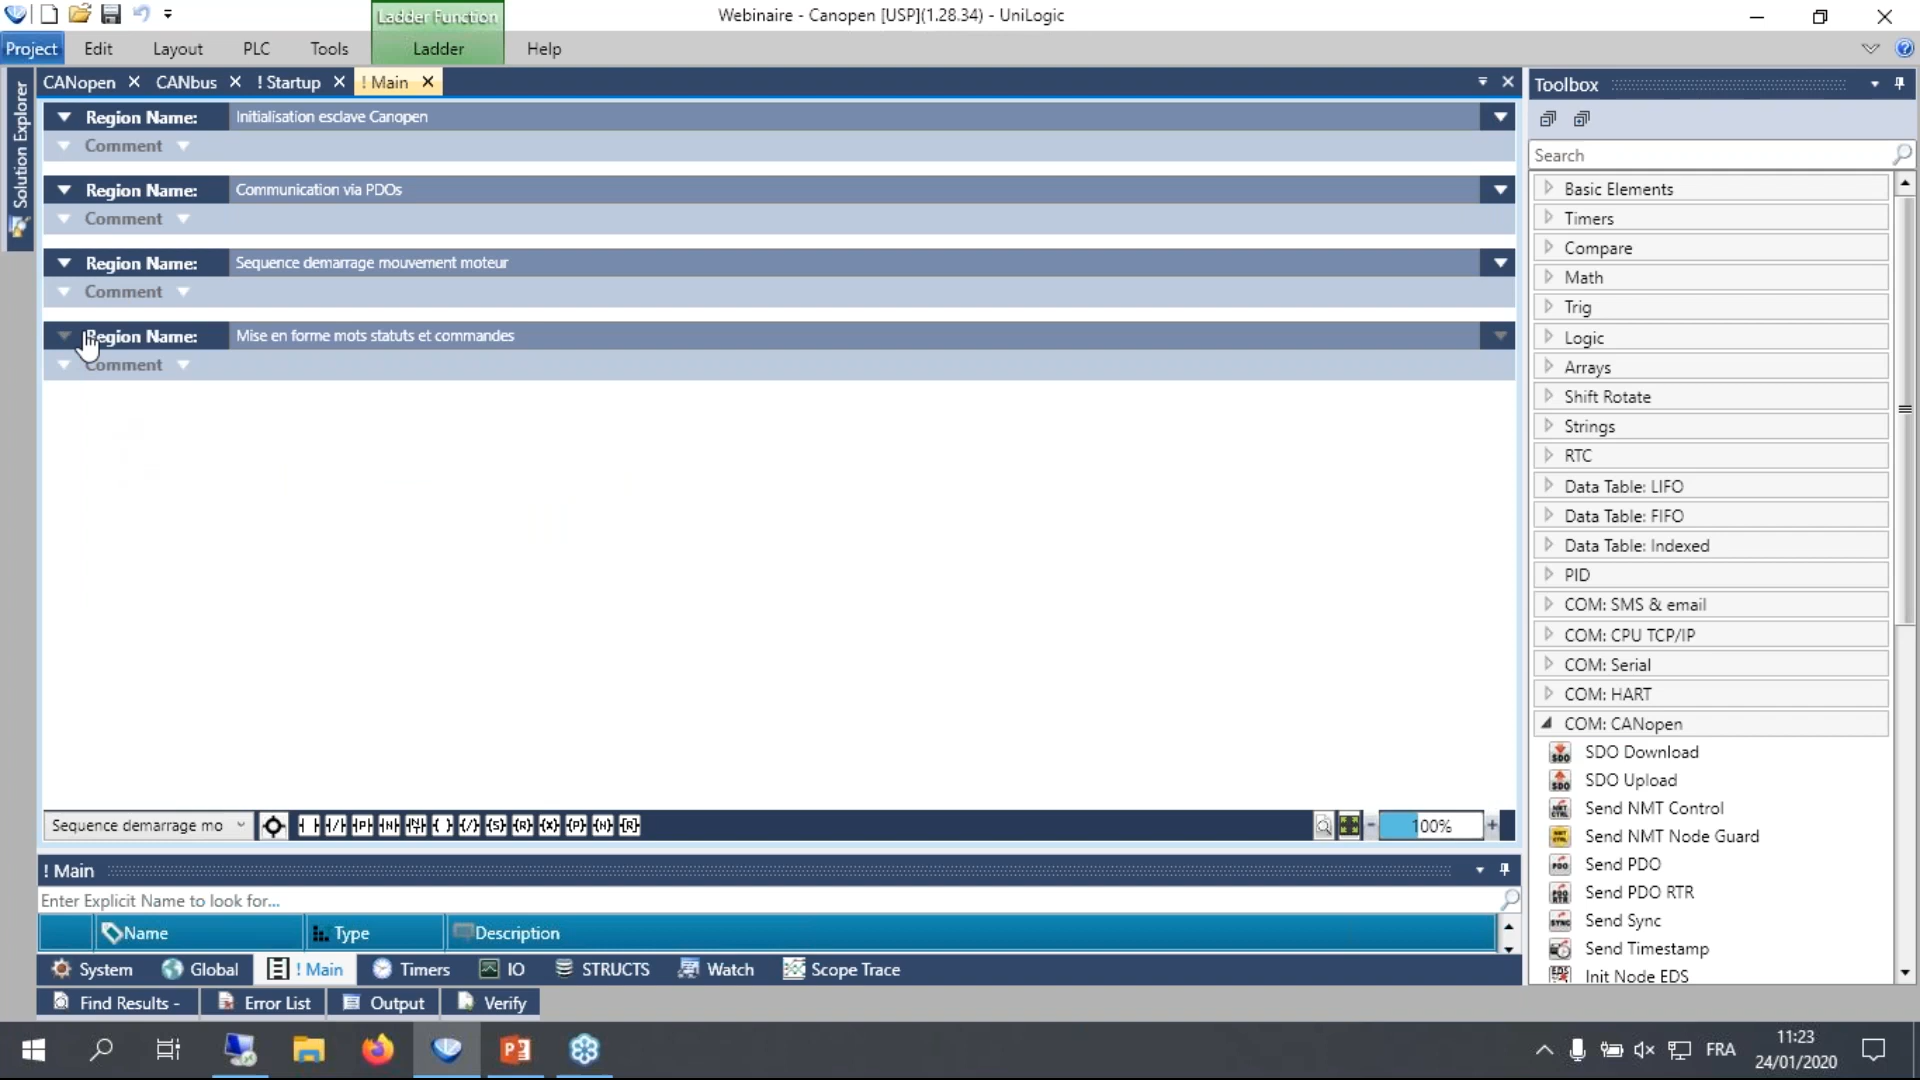 Webinaire - Canopen [USP](1.28.34) - UniLogic
Ladder Function
Project Edit Layout PLC Tools Ladder Help
CANopen CANbus ! Startup ! Main
Solution Explorer
Region Name: Initialisation esclave Canopen
Comment
Region Name: Communication via PDOs
Comment
Region Name: Sequence demarrage mouvement moteur
Comment
Region Name: Mise en forme mots statuts et commandes
Comment
Sequence demarrage mo
100%
! Main
Enter Explicit Name to look for...
Name Type Description
System Global ! Main Timers IO STRUCTS Watch Scope Trace
Find Results - Error List Output Verify
Toolbox
Search
Basic Elements
Timers
Compare
Math
Trig
Logic
Arrays
Shift Rotate
Strings
RTC
Data Table: LIFO
Data Table: FIFO
Data Table: Indexed
PID
COM: SMS & email
COM: CPU TCP/IP
COM: Serial
COM: HART
COM: CANopen
SDO Download
SDO Upload
Send NMT Control
Send NMT Node Guard
Send PDO
Send PDO RTR
Send Sync
Send Timestamp
Init Node EDS
FRA
11:23
24/01/2020